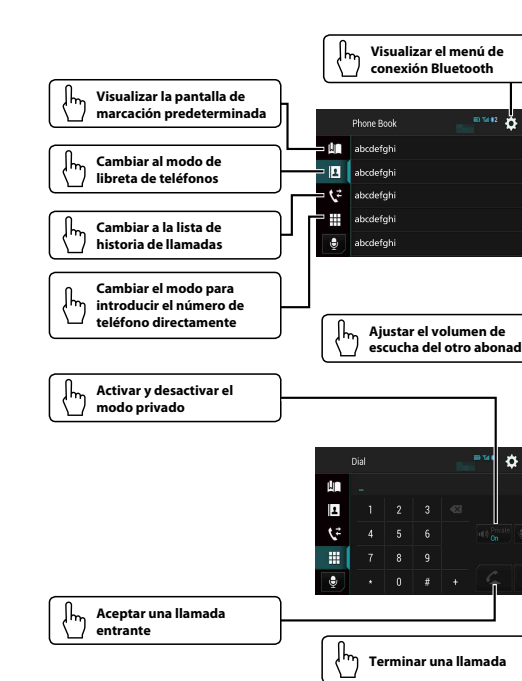 Visualizar el menú de
conexión Bluetooth
Visualizar la pantalla de
marcación predeterminada
Cambiar al modo de
libreta de teléfonos
Cambiar a la lista de
historia de llamadas
Cambiar el modo para
introducir el número de
teléfono directamente
Phone Book
abcdefghi
abcdefghi
abcdefghi
abcdefghi
abcdefghi
Ajustar el volumen de
escucha del otro abonad
Activar y desactivar el
modo privado
Dial
1 2 3
4 5 6
Private
On
7 8 9
* 0 # +
Aceptar una llamada
entrante
Terminar una llamada